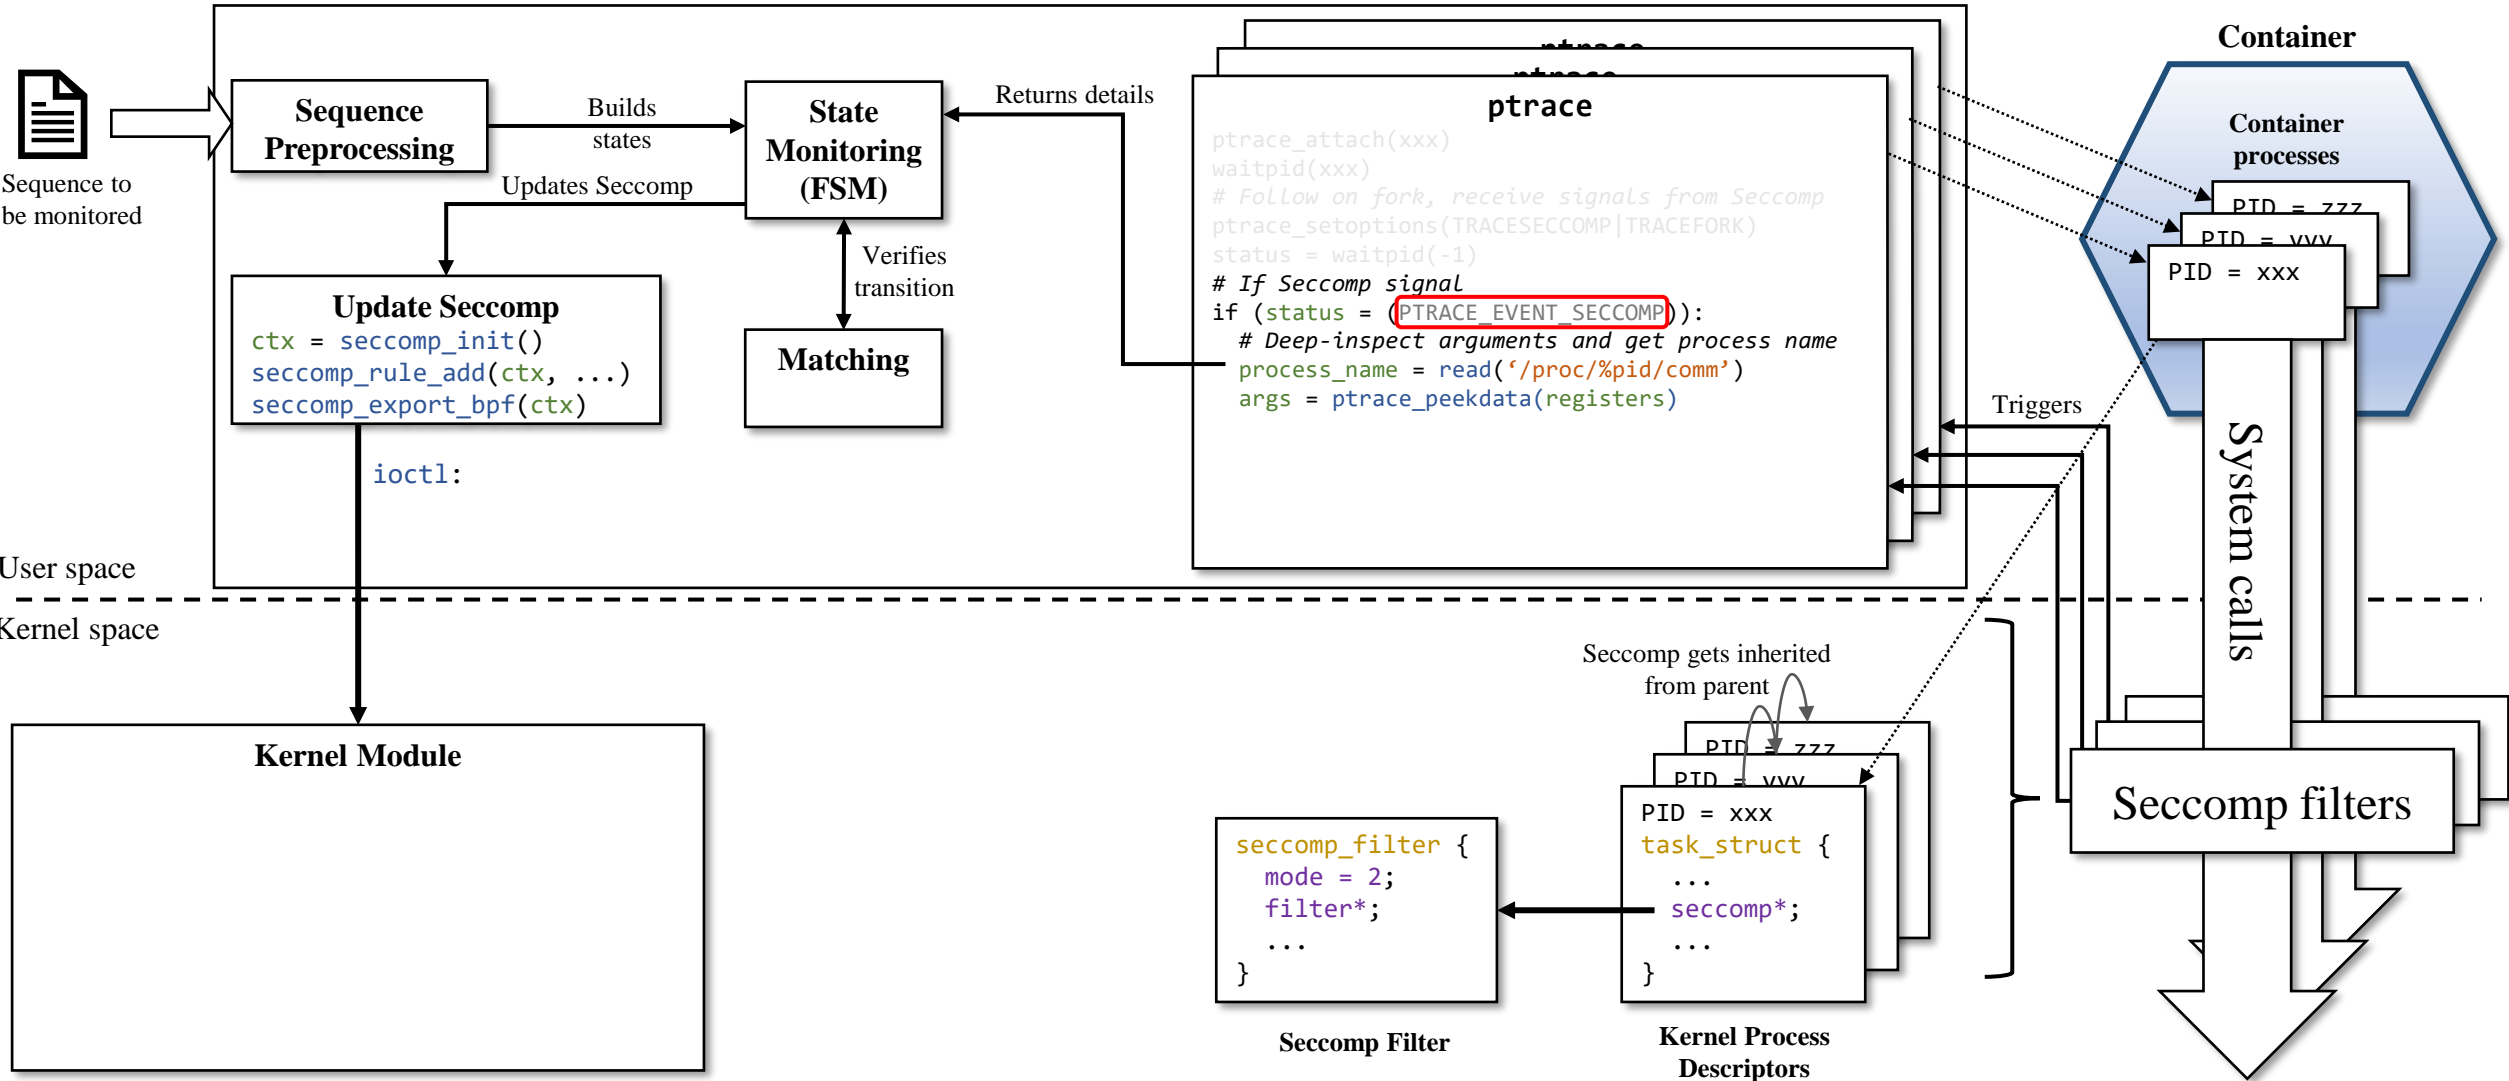 Sequence to
be monitored
Sequence
Preprocessing
Builds
states
State
Monitoring
(FSM)
Updates Seccomp
Verifies
transition
Matching
Update Seccomp
ctx = seccomp_init()
seccomp_rule_add(ctx, ...)
seccomp_export_bpf(ctx)
ioctl:
Returns details
ptrace
ptrace
ptrace
ptrace_attach(xxx)
waitpid(xxx)
# Follow on fork, receive signals from Seccomp
ptrace_setoptions(TRACESECCOMP|TRACEFORK)
status = waitpid(-1)
# If Seccomp signal
if (status = (PTRACE_EVENT_SECCOMP)):
# Deep-inspect arguments and get process name
process_name = read(‘/proc/%pid/comm’)
args = ptrace_peekdata(registers)
Container
Container
processes
PID = zzz
PID = yyy
PID = xxx
Triggers
System calls
User space
Kernel space
Kernel Module
Seccomp gets inherited
from parent
PID = zzz
PID = yyy
PID = xxx
task_struct {
...
seccomp*;
...
}
Kernel Process
Descriptors
seccomp_filter {
mode = 2;
filter*;
...
}
Seccomp Filter
Seccomp filters